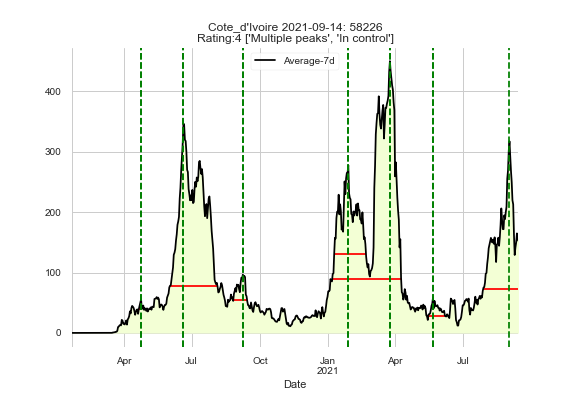 Cote_d'Ivoire 2021-09-14: 58226
Rating:4 ['Multiple peaks', 'In control']
Average-7d
400
300
200
100
0
Apr
Jul
Oct
Jan
2021
Apr
Jul
Date